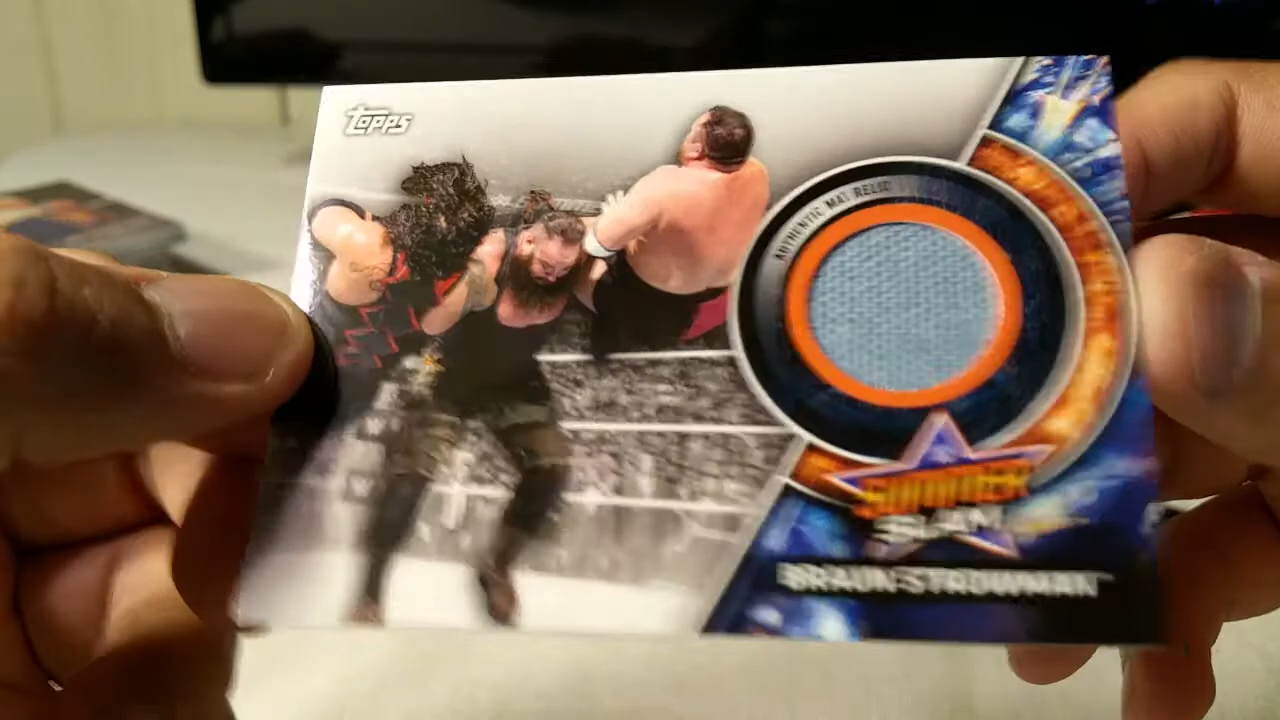 Topps
AUTHENTIC MAT RELIC
SUMMER
SLAM
BRAUN STROWMAN